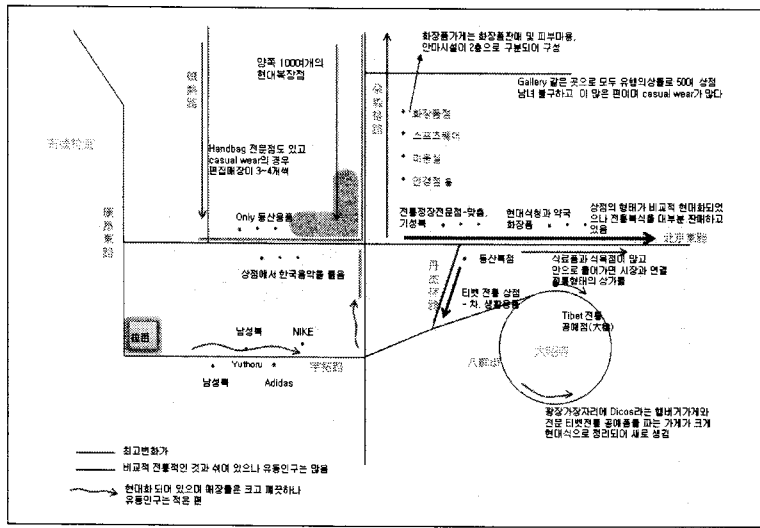 화장품가게는 화장품판매 및 피부미용,
안마시설이 2층으로 구분되어 구성
양쪽 100여개의
현대복장점
Gallery 같은 곳으로 모두 유행의상들로 50여 상점
남녀 불구하고 이 많은 편이며 casual wear가 많다
화장품점
스포츠웨어
미용실
안경점 등
Handbag 전문점도 있고
casual wear의 경우
편집매장이 3~4개씩
Only 등산용품
전통정장전문점-맞춤,
기성복
현대식청과 약국
화장품
상점의 형태가 비교적 현대화되었
으나 전통복식를 대부분 판매하고
있음
北京東路
상점에서 한국음악를 틀음
등산복점
식료품과 식육점이 많고
안으로 들어가면 시장과 연결
티벳 전통 상점
- 차, 생활용품
Tibet 전통
공예점(大樓)
大昭寺
남성복
NIKE
宇拓路
Yuthoru
남성복
Adidas
광장가장자리에 Dicos라는 햄버거가게와
전문 티벳전통 공예품를 파는 가게가 크게
현대식으로 정리되어 새로 생김
최고번화가
비교적 전통적인 것과 섞여 있으나 유동인구는 많음
현대화 되어 있으며 매장들은 크고 깨끗하나
유동인구는 적은 편